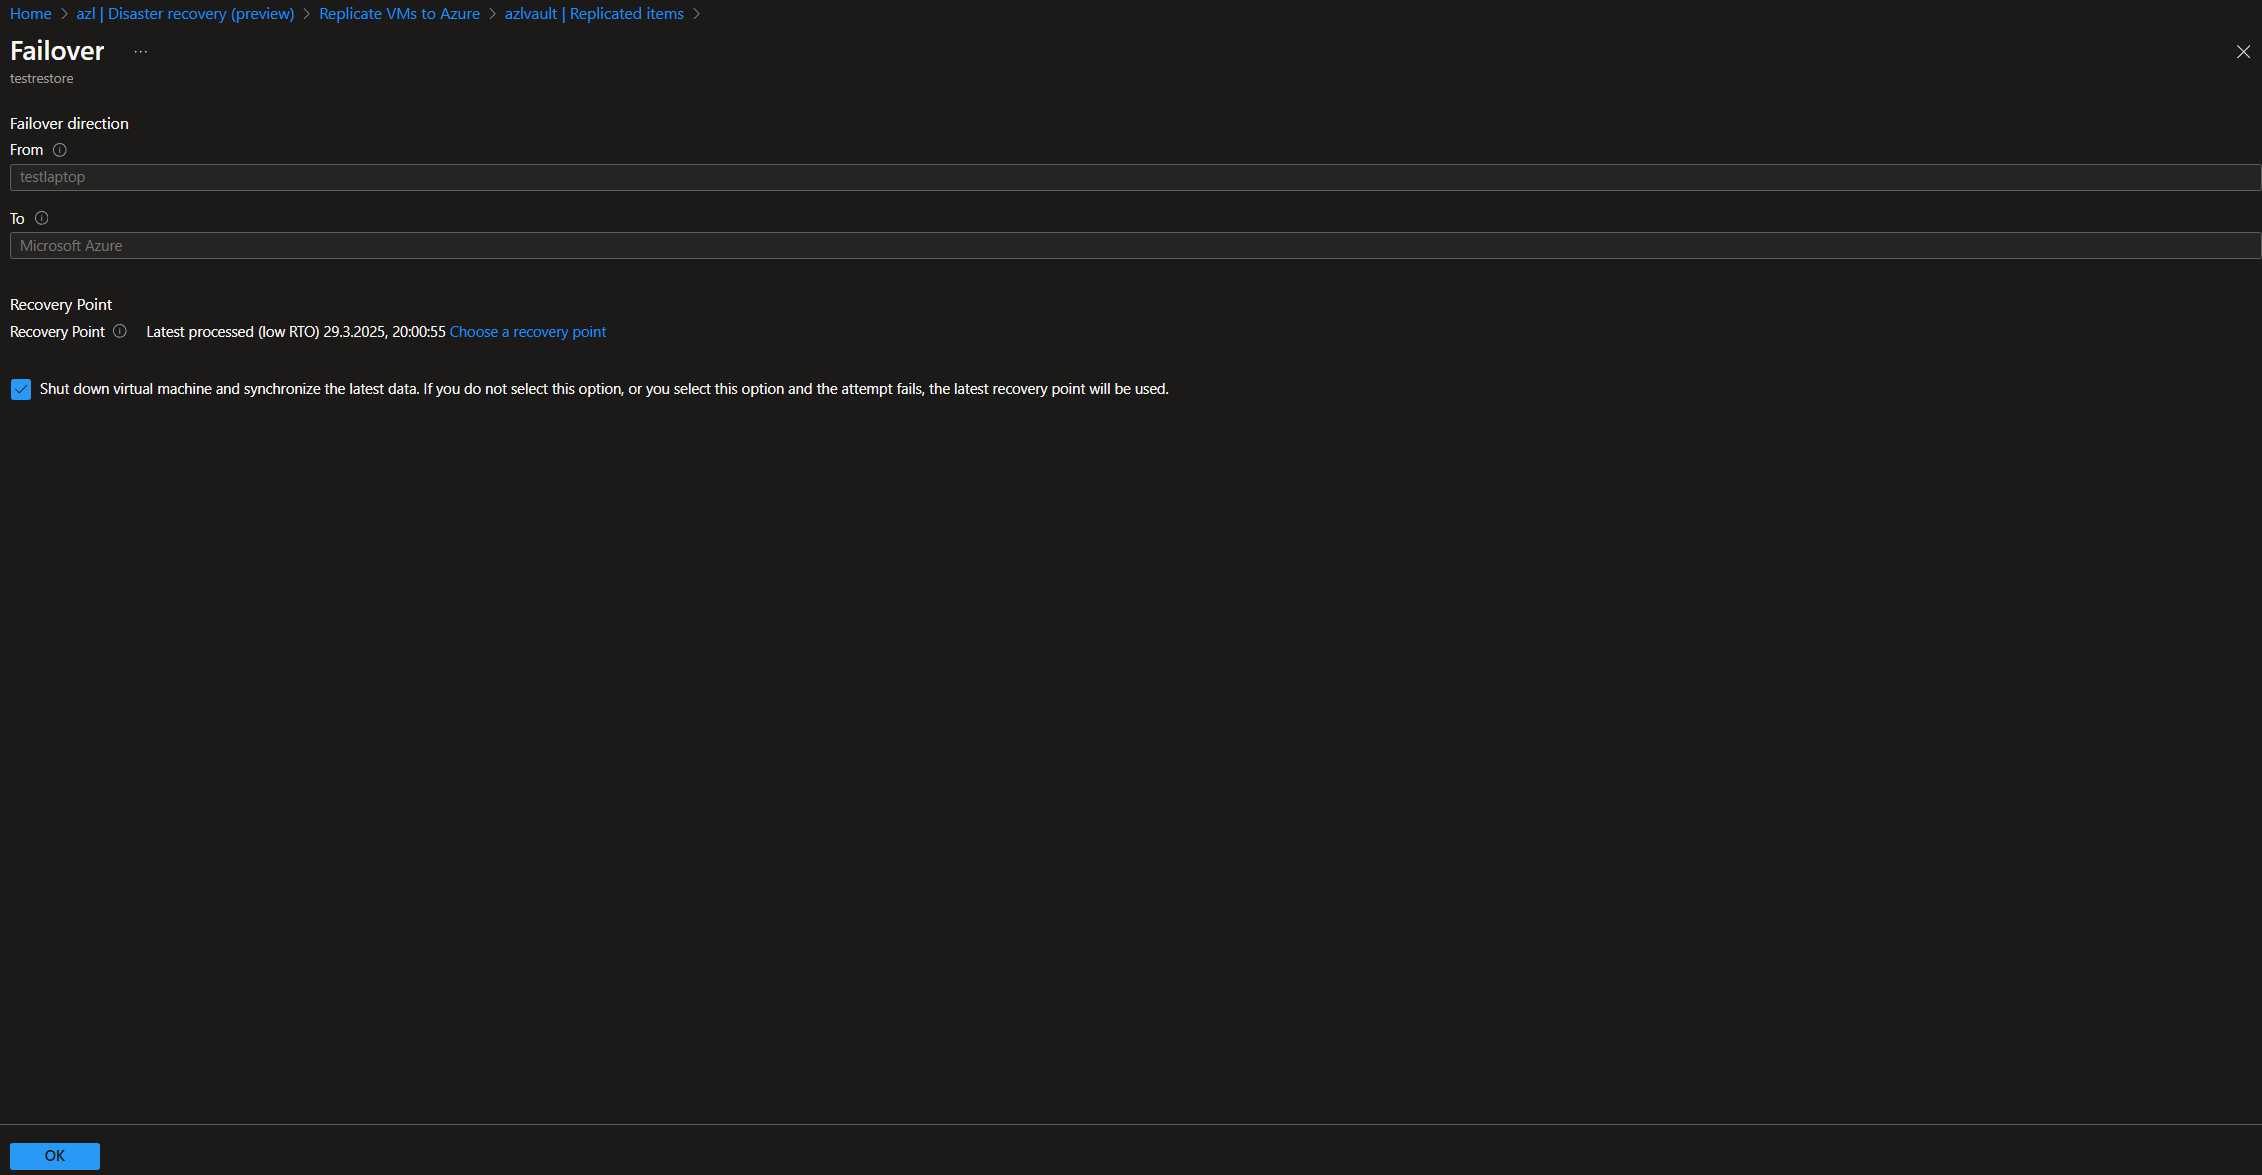 Home > azl | Disaster recovery (preview) > Replicate VMs to Azure > azlvault | Replicated items >
Failover ...
testrestore
Failover direction
From
testlaptop
To
Microsoft Azure
Recovery Point
Recovery Point Latest processed (low RTO) 29.3.2025, 20:00:55 Choose a recovery point
Shut down virtual machine and synchronize the latest data. If you do not select this option, or you select this option and the attempt fails, the latest recovery point will be used.
OK